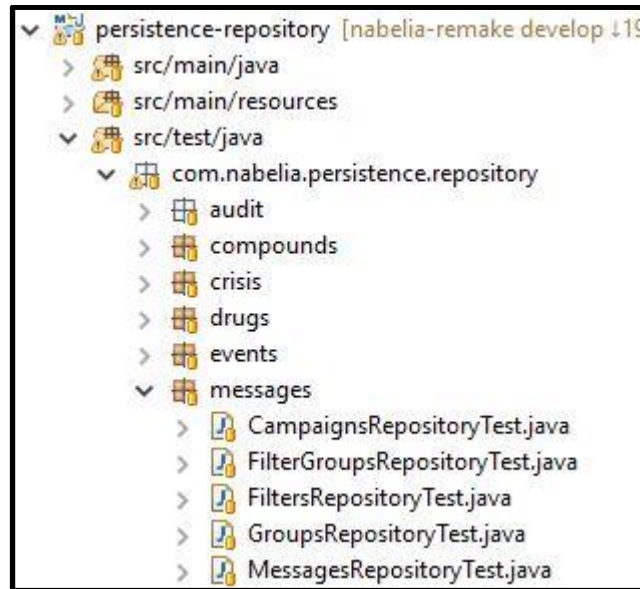 persistence-repository [nabelia-remake develop ↓19
src/main/java
src/main/resources
src/test/java
com.nabelia.persistence.repository
audit
compounds
crisis
drugs
events
messages
CampaignsRepositoryTest.java
FilterGroupsRepositoryTest.java
FiltersRepositoryTest.java
GroupsRepositoryTest.java
MessagesRepositoryTest.java